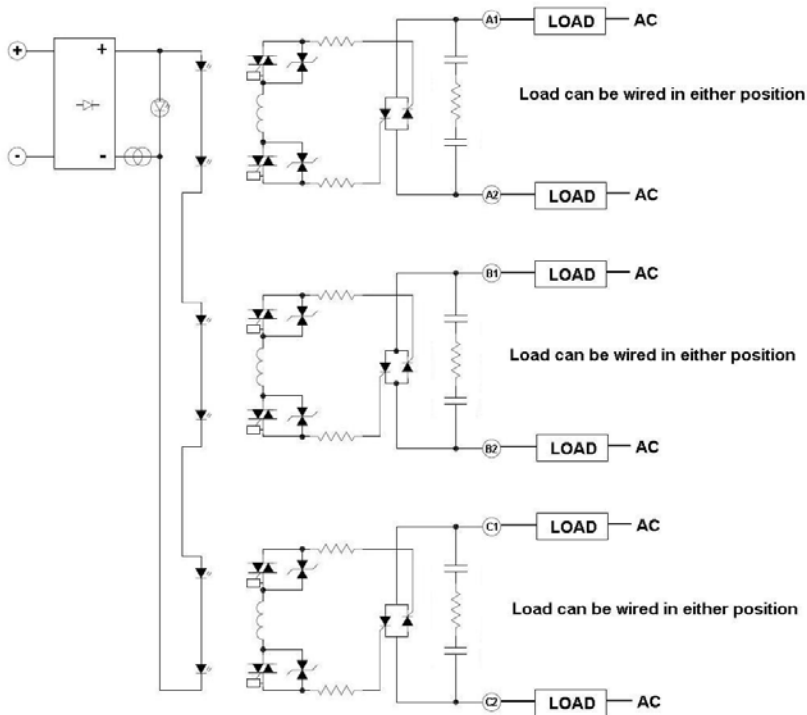 A1 LOAD AC
+ +
Load can be wired in either position
- -
A2 LOAD AC
B1 LOAD AC
Load can be wired in either position
B2 LOAD AC
C1 LOAD AC
Load can be wired in either position
C2 LOAD AC